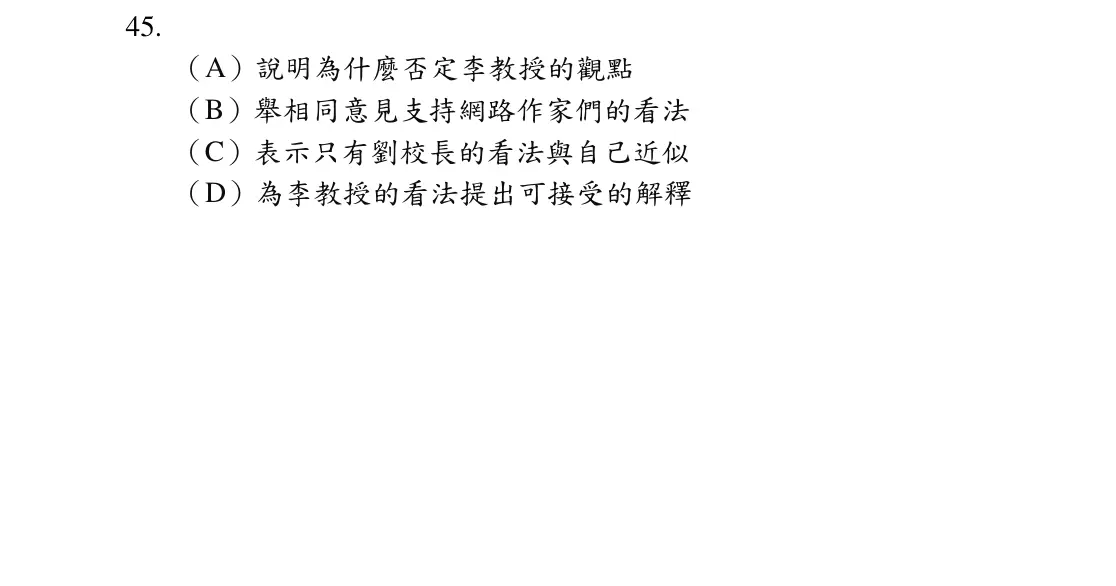 45.
（A）說明為什麼否定李教授的觀點
（B）舉相同意見支持網路作家們的看法
（C）表示只有劉校長的看法與自己近似
（D）為李教授的看法提出可接受的解釋